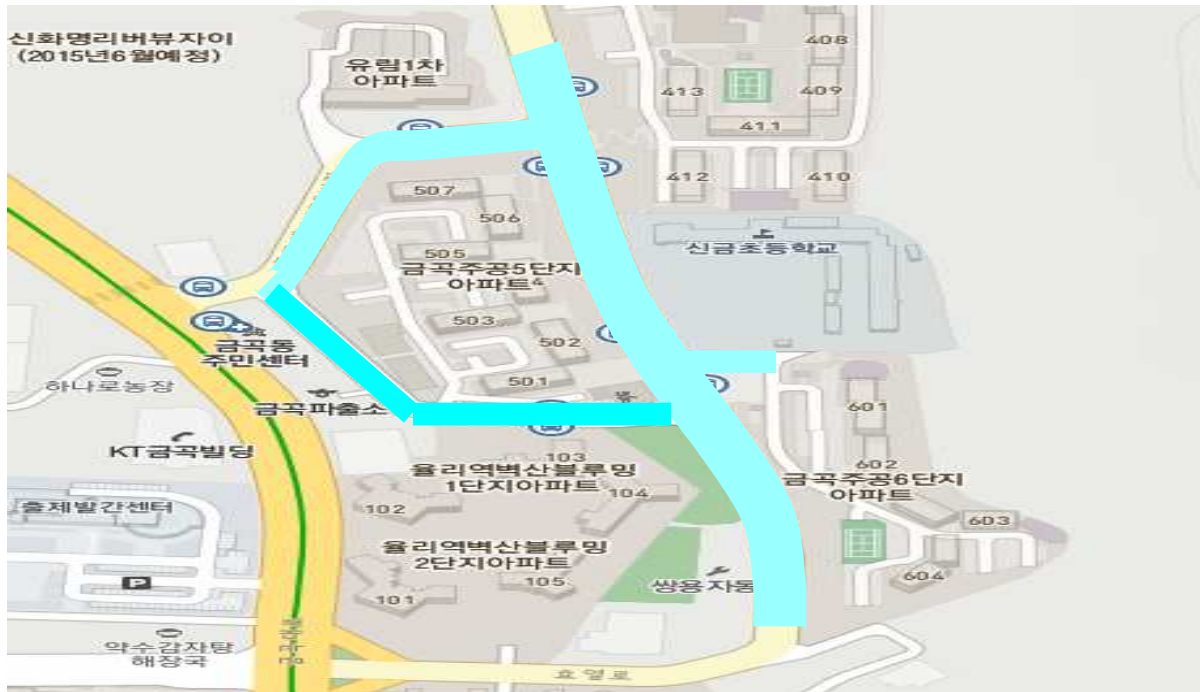 신화명리버뷰자이
(2015년6월예정)
유림1차
아파트
408
413
409
411
412
410
507
506
신금초등학교
505
금곡주공5단지
아파트
503
502
금곡동
주민센터
하나로농장
501
금곡파출소
601
KT금곡빌딩
103
602
율리역벽산블루밍
1단지아파트
104
금곡주공6단지
아파트
출제발간센터
102
603
율리역벽산블루밍
2단지아파트
105
쌍용자동
604
P
101
약수감자탕
해장국
효열로